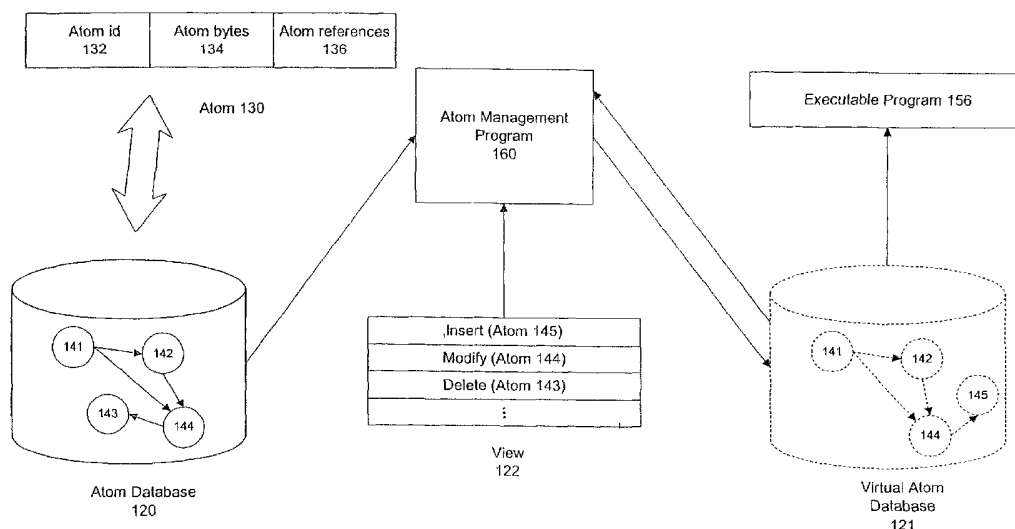 Atom id
132
Atom bytes
134
Atom references
136
Atom 130
Atom Management
Program
160
Executable Program 156
,Insert (Atom 145)
Modify (Atom 144)
Delete (Atom 143)
⋮
View
122
141
142
143
144
Atom Database
120
141
142
145
144
Virtual Atom
Database
121